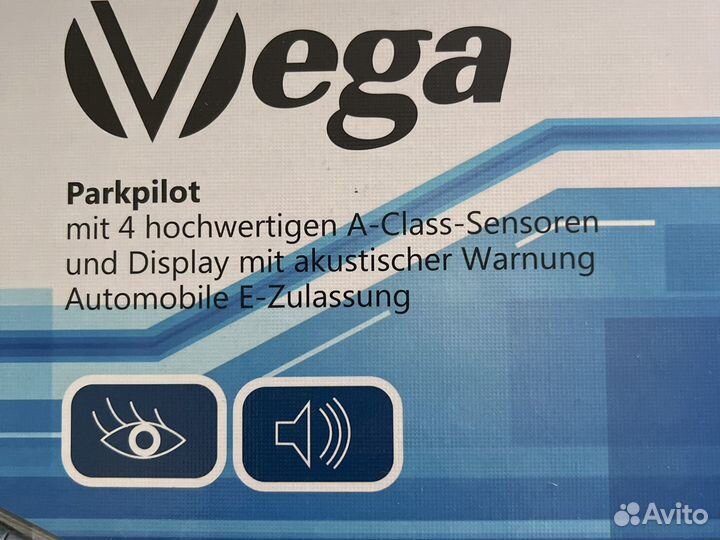 Vega
Parkpilot
mit 4 hochwertigen A-Class-Sensoren
und Display mit akustischer Warnung
Automobile E-Zulassung
Avito